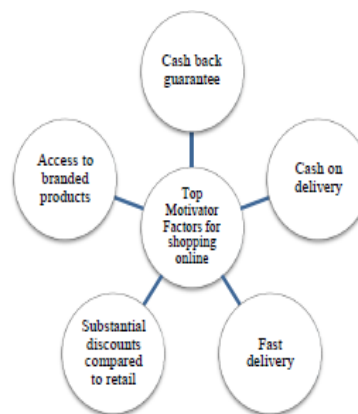 Cash back
guarantee
Access to
branded
products
Cash on
delivery
Top
Motivator
Factors for
shopping
online
Substantial
discounts
compared
to retail
Fast
delivery